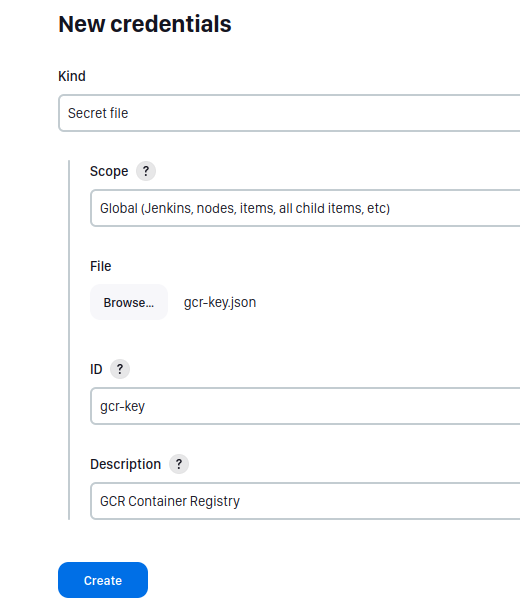 New credentials
Kind
Secret file
Scope ?
Global (Jenkins, nodes, items, all child items, etc)
File
Browse... gcr-key.json
ID ?
gcr-key
Description ?
GCR Container Registry
Create